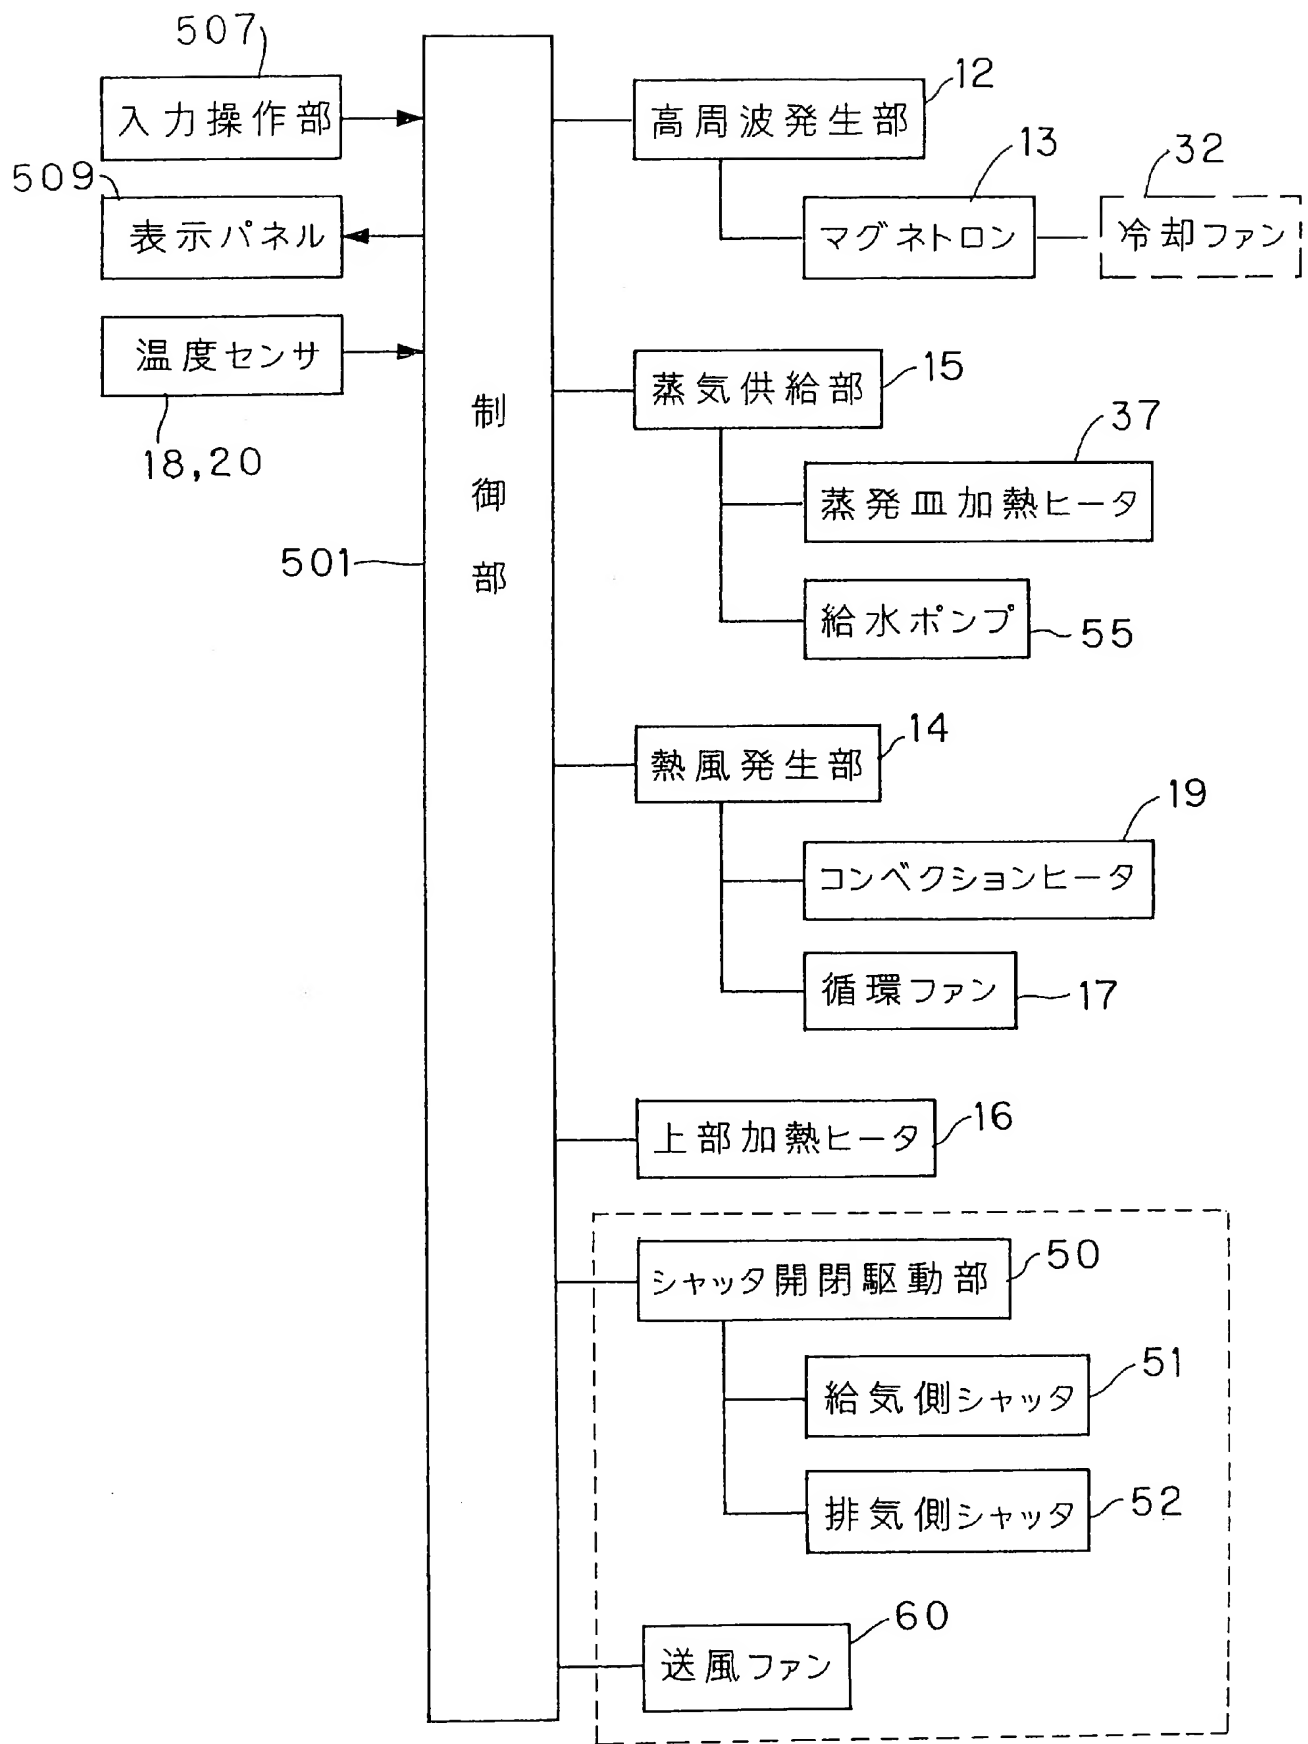 507
入力操作部
509
表示パネル
温度センサ
18,20
501
制御部
12
高周波発生部
13
マグネトロン
32
冷却ファン
15
蒸気供給部
37
蒸発皿加熱ヒータ
給水ポンプ
55
14
熱風発生部
19
コンベクションヒータ
循環ファン
17
16
上部加熱ヒータ
50
シャッタ開閉駆動部
51
給気側シャッタ
52
排気側シャッタ
60
送風ファン